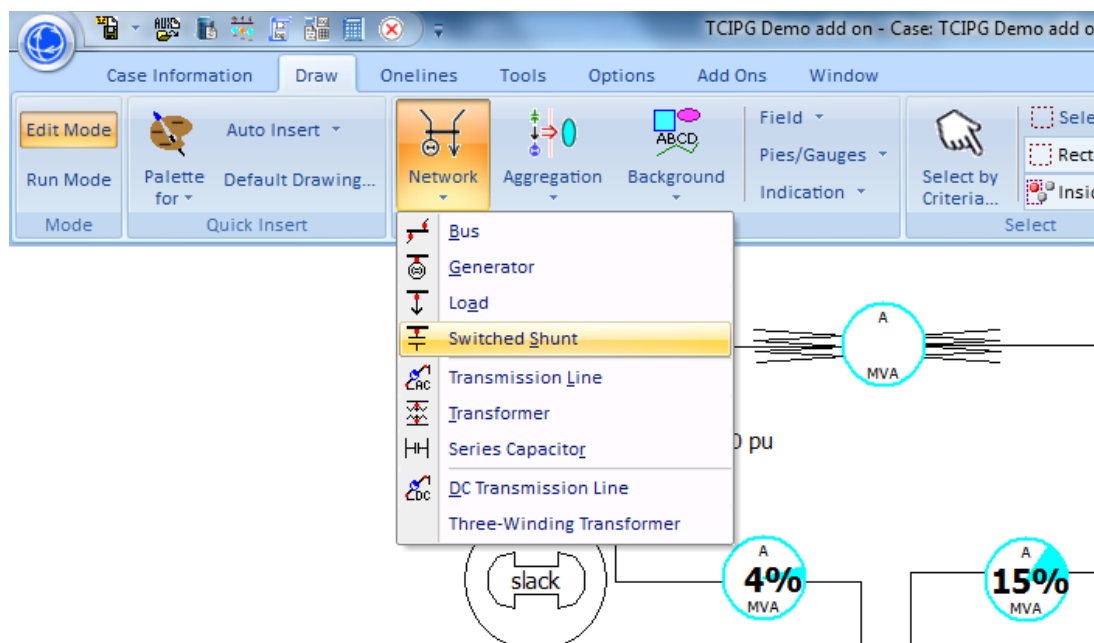 TCIPG Demo add on - Case: TCIPG Demo add o
Case Information Draw Onelines Tools Options Add Ons Window
Edit Mode
Run Mode
Mode
Palette
for
Auto Insert
Default Drawing...
Quick Insert
Network
Aggregation
ABCD
Background
Field
Pies/Gauges
Indication
Select by
Criteria...
Sele
Rect
Insid
Select
Bus
Generator
Load
Switched Shunt
AC
Transmission Line
Transformer
Series Capacitor
DC
DC Transmission Line
Three-Winding Transformer
A
MVA
0 pu
slack
A
4%
MVA
A
15%
MVA